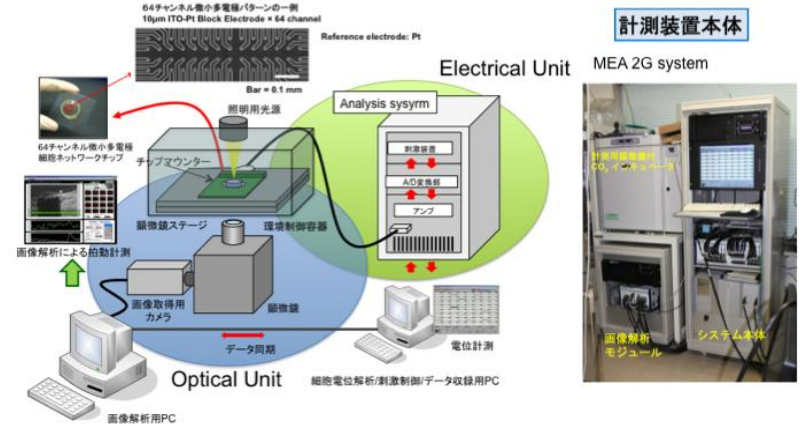 64チャンネル微小多電極パターンの一例
10μm ITO-Pt Block Electrode × 64 channel
Reference electrode: Pt
Bar = 0.1 mm
計測装置本体
MEA 2G system
Electrical Unit
Analysis sysyrm
照明用光源
64チャンネル微小多電極
細胞ネットワークチップ
チップマウンター
刺激装置
A/D変換部
アンプ
計測用顕微鏡付
CO₂インキュベータ
顕微鏡ステージ
環境制御容器
画像解析による拍動計測
画像取得用
カメラ
顕微鏡
データ同期
電位計測
画像解析
モジュール
システム本体
Optical Unit
細胞電位解析/刺激制御/データ収録用PC
画像解析用PC